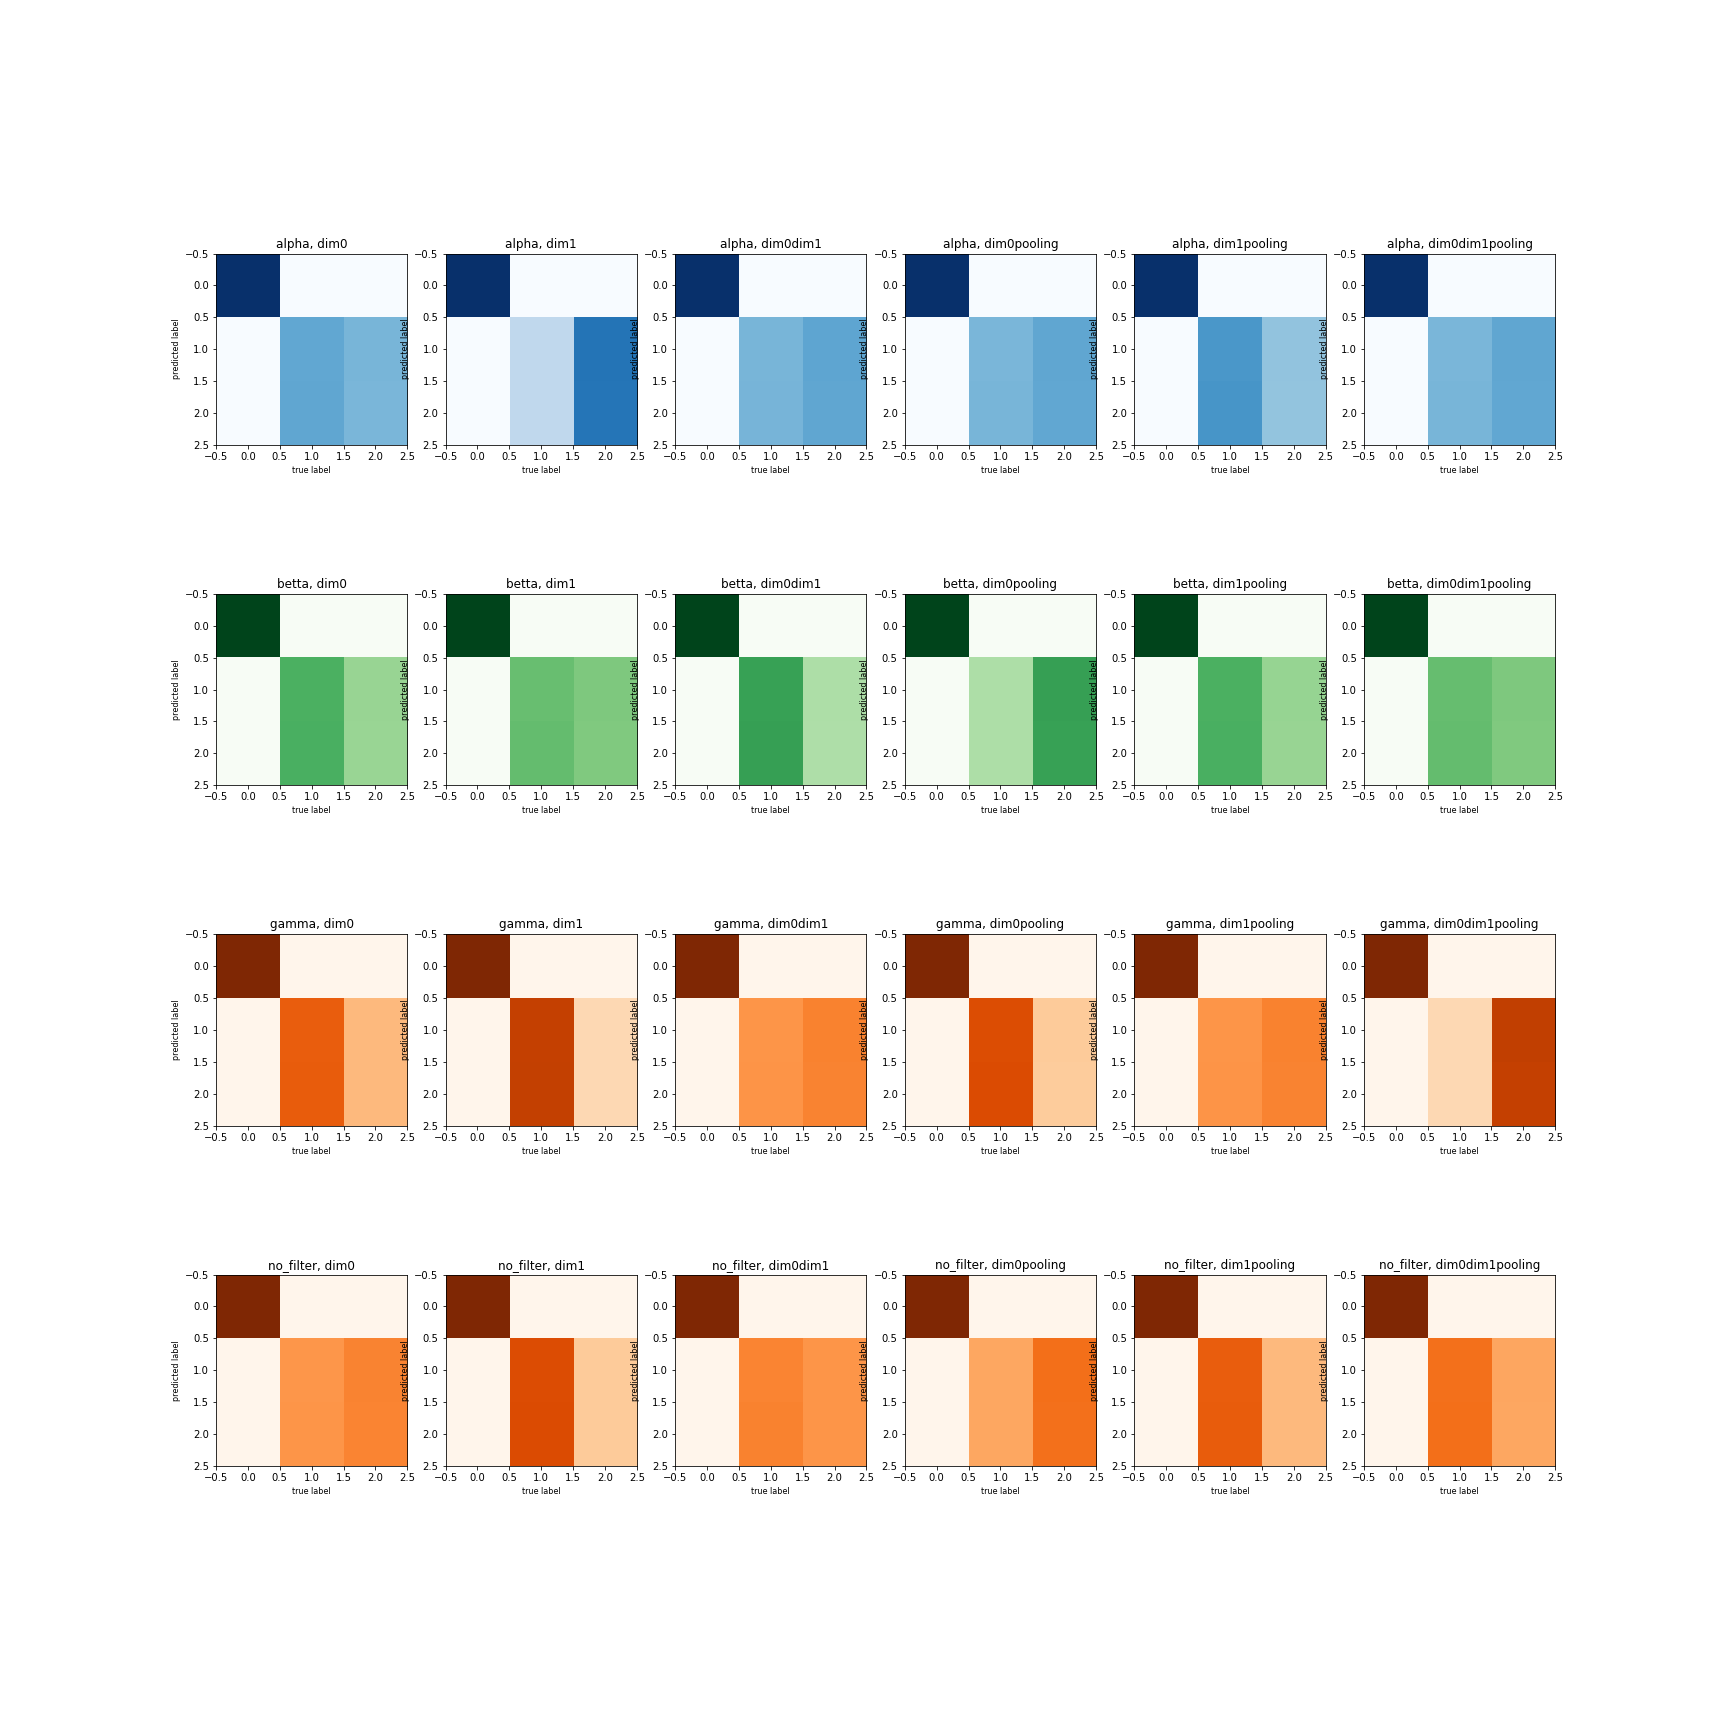 alpha, dim0 alpha, dim1 alpha, dim0dim1 alpha, dim0pooling alpha, dim1pooling alpha, dim0dim1pooling
−0.5 −0.5 −0.5 −0.5 −0.5 −0.5
0.0 0.0 0.0 0.0 0.0 0.0
0.5 0.5 0.5 0.5 0.5 0.5
predicted label predicted label predicted label predicted label predicted label predicted label
1.0 1.0 1.0 1.0 1.0 1.0
1.5 1.5 1.5 1.5 1.5 1.5
2.0 2.0 2.0 2.0 2.0 2.0
2.5 2.5 2.5 2.5 2.5 2.5
−0.5 0.0 0.5 1.0 1.5 2.0 2.5 −0.5 0.0 0.5 1.0 1.5 2.0 2.5 −0.5 0.0 0.5 1.0 1.5 2.0 2.5 −0.5 0.0 0.5 1.0 1.5 2.0 2.5 −0.5 0.0 0.5 1.0 1.5 2.0 2.5 −0.5 0.0 0.5 1.0 1.5 2.0 2.5
true label true label true label true label true label true label
betta, dim0 betta, dim1 betta, dim0dim1 betta, dim0pooling betta, dim1pooling betta, dim0dim1pooling
−0.5 −0.5 −0.5 −0.5 −0.5 −0.5
0.0 0.0 0.0 0.0 0.0 0.0
0.5 0.5 0.5 0.5 0.5 0.5
predicted label predicted label predicted label predicted label predicted label predicted label
1.0 1.0 1.0 1.0 1.0 1.0
1.5 1.5 1.5 1.5 1.5 1.5
2.0 2.0 2.0 2.0 2.0 2.0
2.5 2.5 2.5 2.5 2.5 2.5
−0.5 0.0 0.5 1.0 1.5 2.0 2.5 −0.5 0.0 0.5 1.0 1.5 2.0 2.5 −0.5 0.0 0.5 1.0 1.5 2.0 2.5 −0.5 0.0 0.5 1.0 1.5 2.0 2.5 −0.5 0.0 0.5 1.0 1.5 2.0 2.5 −0.5 0.0 0.5 1.0 1.5 2.0 2.5
true label true label true label true label true label true label
gamma, dim0 gamma, dim1 gamma, dim0dim1 gamma, dim0pooling gamma, dim1pooling gamma, dim0dim1pooling
−0.5 −0.5 −0.5 −0.5 −0.5 −0.5
0.0 0.0 0.0 0.0 0.0 0.0
0.5 0.5 0.5 0.5 0.5 0.5
predicted label predicted label predicted label predicted label predicted label predicted label
1.0 1.0 1.0 1.0 1.0 1.0
1.5 1.5 1.5 1.5 1.5 1.5
2.0 2.0 2.0 2.0 2.0 2.0
2.5 2.5 2.5 2.5 2.5 2.5
−0.5 0.0 0.5 1.0 1.5 2.0 2.5 −0.5 0.0 0.5 1.0 1.5 2.0 2.5 −0.5 0.0 0.5 1.0 1.5 2.0 2.5 −0.5 0.0 0.5 1.0 1.5 2.0 2.5 −0.5 0.0 0.5 1.0 1.5 2.0 2.5 −0.5 0.0 0.5 1.0 1.5 2.0 2.5
true label true label true label true label true label true label
no_filter, dim0 no_filter, dim1 no_filter, dim0dim1 no_filter, dim0pooling no_filter, dim1pooling no_filter, dim0dim1pooling
−0.5 −0.5 −0.5 −0.5 −0.5 −0.5
0.0 0.0 0.0 0.0 0.0 0.0
0.5 0.5 0.5 0.5 0.5 0.5
predicted label predicted label predicted label predicted label predicted label predicted label
1.0 1.0 1.0 1.0 1.0 1.0
1.5 1.5 1.5 1.5 1.5 1.5
2.0 2.0 2.0 2.0 2.0 2.0
2.5 2.5 2.5 2.5 2.5 2.5
−0.5 0.0 0.5 1.0 1.5 2.0 2.5 −0.5 0.0 0.5 1.0 1.5 2.0 2.5 −0.5 0.0 0.5 1.0 1.5 2.0 2.5 −0.5 0.0 0.5 1.0 1.5 2.0 2.5 −0.5 0.0 0.5 1.0 1.5 2.0 2.5 −0.5 0.0 0.5 1.0 1.5 2.0 2.5
true label true label true label true label true label true label